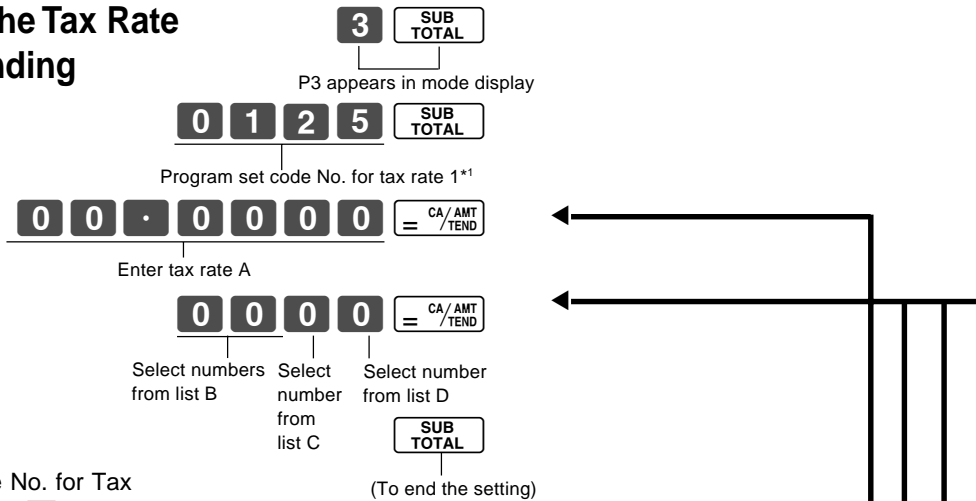 he Tax Rate
nding
3 SUB TOTAL
P3 appears in mode display
0 1 2 5 SUB TOTAL
Program set code No. for tax rate 1*1
0 0 · 0 0 0 0 = CA/AMT/TEND
Enter tax rate A
0 0 0 0 = CA/AMT/TEND
Select numbers
from list B
Select
number
from
list C
Select number
from list D
SUB TOTAL
(To end the setting)
e No. for Tax